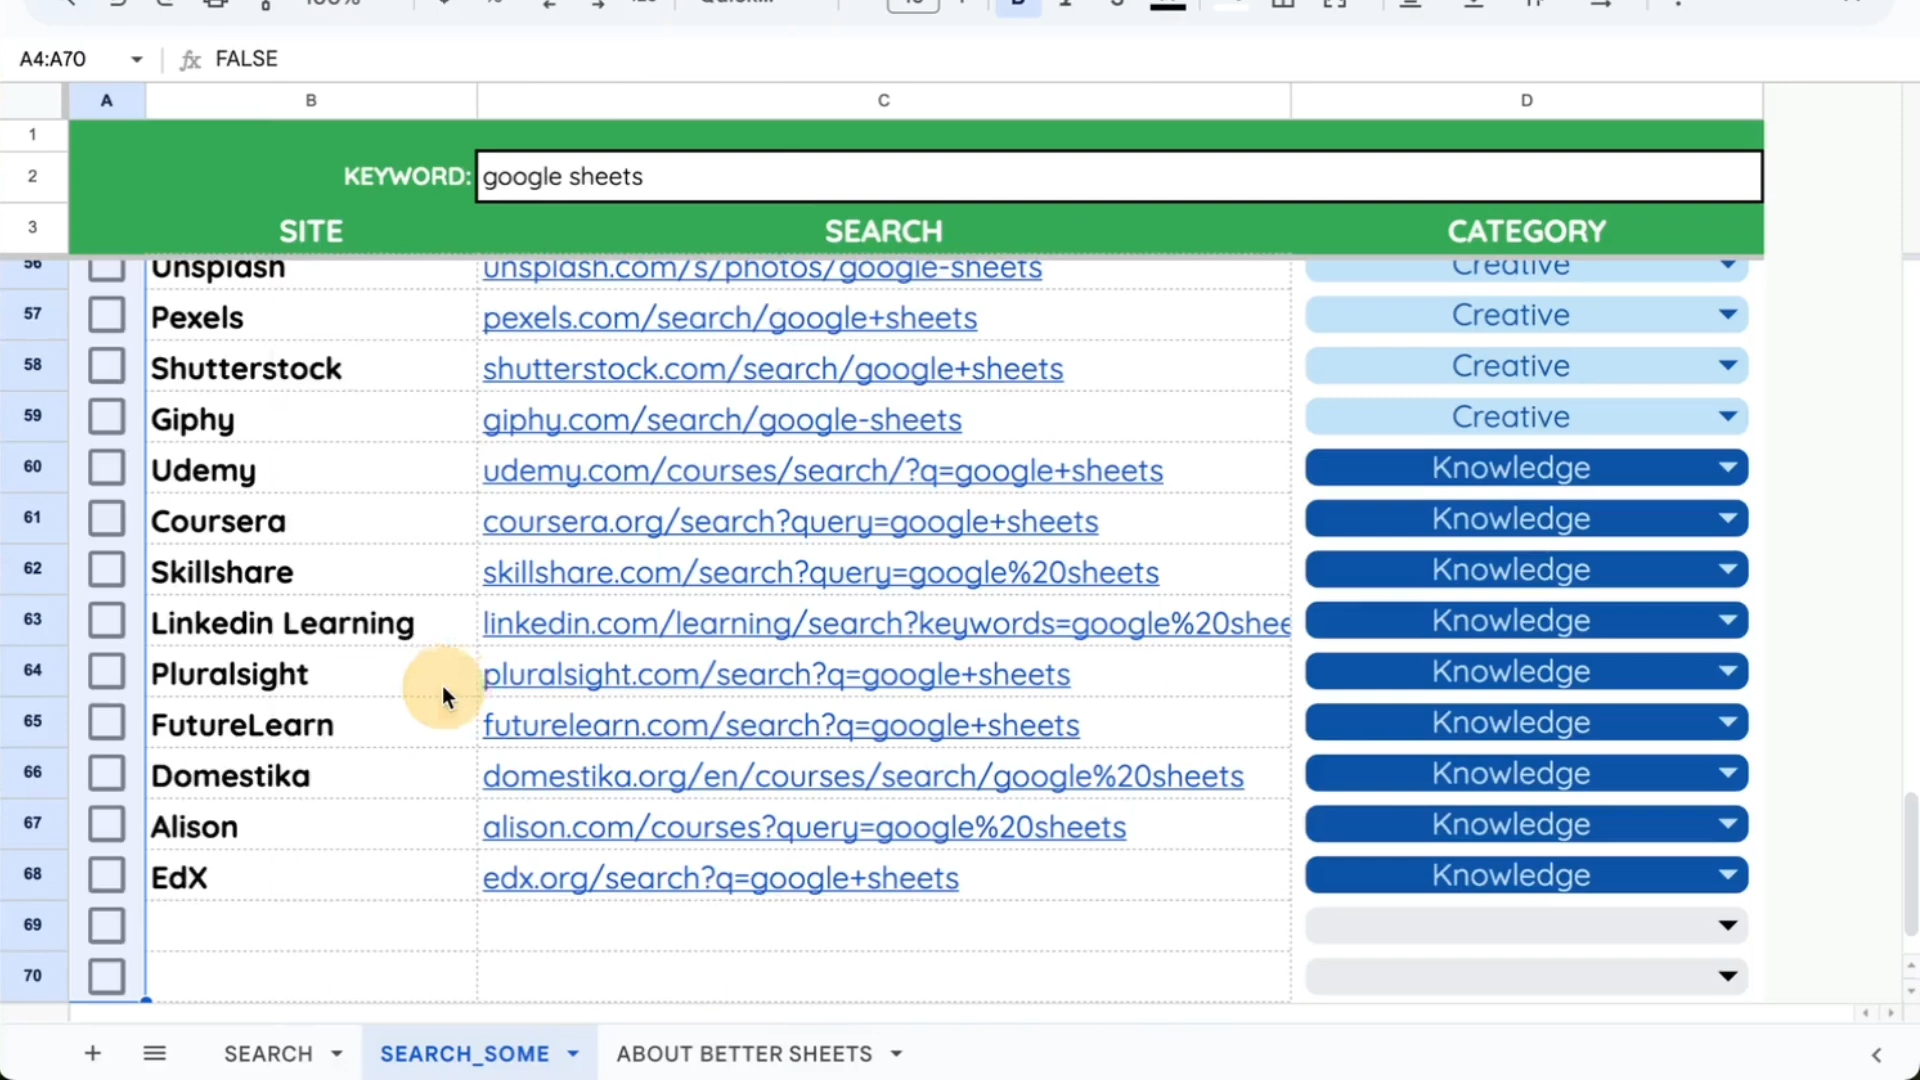 A4:A70 fx FALSE
A B C D
1
2 KEYWORD: google sheets
3 SITE SEARCH CATEGORY
56 Unsplash unsplash.com/s/photos/google-sheets Creative
57 Pexels pexels.com/search/google+sheets Creative
58 Shutterstock shutterstock.com/search/google+sheets Creative
59 Giphy giphy.com/search/google-sheets Creative
60 Udemy udemy.com/courses/search/?q=google+sheets Knowledge
61 Coursera coursera.org/search?query=google+sheets Knowledge
62 Skillshare skillshare.com/search?query=google%20sheets Knowledge
63 Linkedin Learning linkedin.com/learning/search?keywords=google%20shee Knowledge
64 Pluralsight pluralsight.com/search?q=google+sheets Knowledge
65 FutureLearn futurelearn.com/search?q=google+sheets Knowledge
66 Domestika domestika.org/en/courses/search/google%20sheets Knowledge
67 Alison alison.com/courses?query=google%20sheets Knowledge
68 EdX edx.org/search?q=google+sheets Knowledge
69
70
SEARCH SEARCH_SOME ABOUT BETTER SHEETS